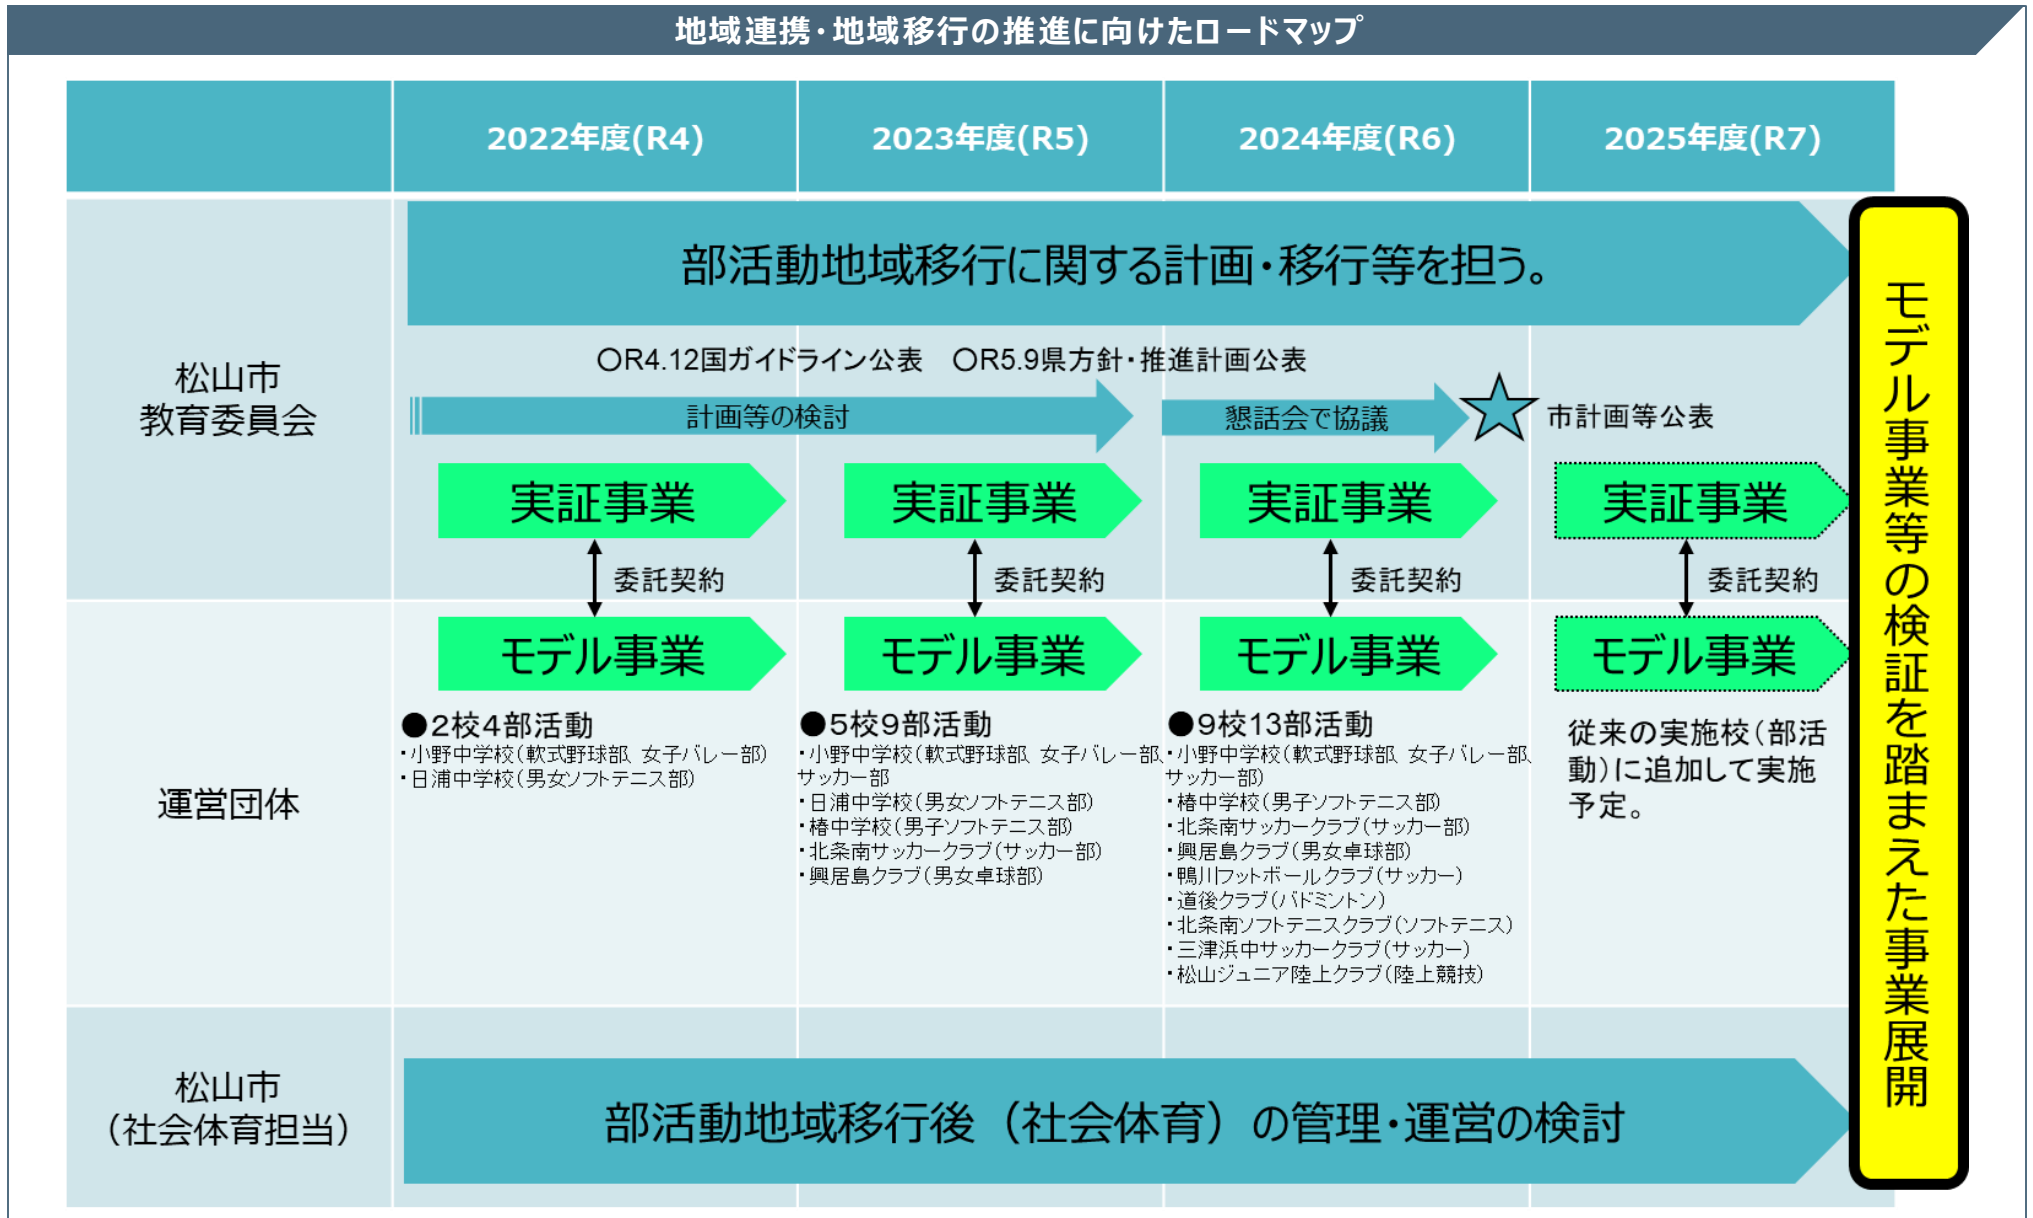 地域連携・地域移行の推進に向けたロードマップ
2022年度(R4)
2023年度(R5)
2024年度(R6)
2025年度(R7)
松山市
教育委員会
部活動地域移行に関する計画・移行等を担う。
〇R4.12国ガイドライン公表 〇R5.9県方針・推進計画公表
計画等の検討
懇話会で協議
市計画等公表
実証事業
実証事業
実証事業
実証事業
委託契約
委託契約
委託契約
委託契約
運営団体
モデル事業
モデル事業
モデル事業
モデル事業
●2校4部活動
・小野中学校(軟式野球部、女子バレー部)
・日浦中学校(男女ソフトテニス部)
●5校9部活動
・小野中学校(軟式野球部、女子バレー部、
サッカー部
・日浦中学校(男女ソフトテニス部)
・椿中学校(男子ソフトテニス部)
・北条南サッカークラブ(サッカー部)
・興居島クラブ(男女卓球部)
●9校13部活動
・小野中学校(軟式野球部、女子バレー部、
サッカー部)
・椿中学校(男子ソフトテニス部)
・北条南サッカークラブ(サッカー部)
・興居島クラブ(男女卓球部)
・鴨川フットボールクラブ(サッカー)
・道後クラブ(バドミントン)
・北条南ソフトテニスクラブ(ソフトテニス)
・三津浜中サッカークラブ(サッカー)
・松山ジュニア陸上クラブ(陸上競技)
従来の実施校(部活
動)に追加して実施
予定。
松山市
(社会体育担当)
部活動地域移行後(社会体育)の管理・運営の検討
モデル事業等の検証を踏まえた事業展開